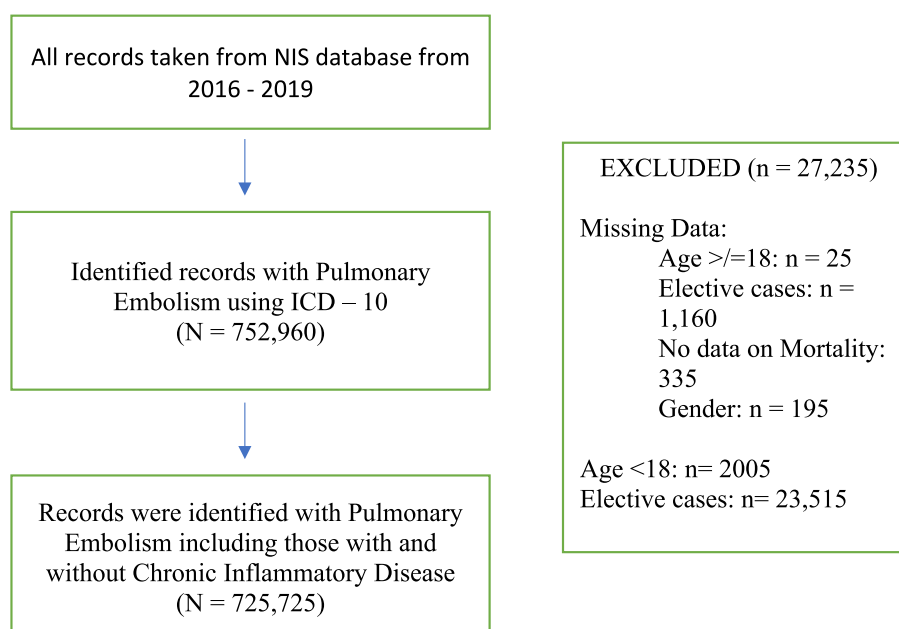 All records taken from NIS database from
2016 - 2019
Identified records with Pulmonary
Embolism using ICD – 10
(N = 752,960)
Records were identified with Pulmonary
Embolism including those with and
without Chronic Inflammatory Disease
(N = 725,725)
EXCLUDED (n = 27,235)
Missing Data:
Age >/=18: n = 25
Elective cases: n =
1,160
No data on Mortality:
335
Gender: n = 195
Age <18: n= 2005
Elective cases: n= 23,515